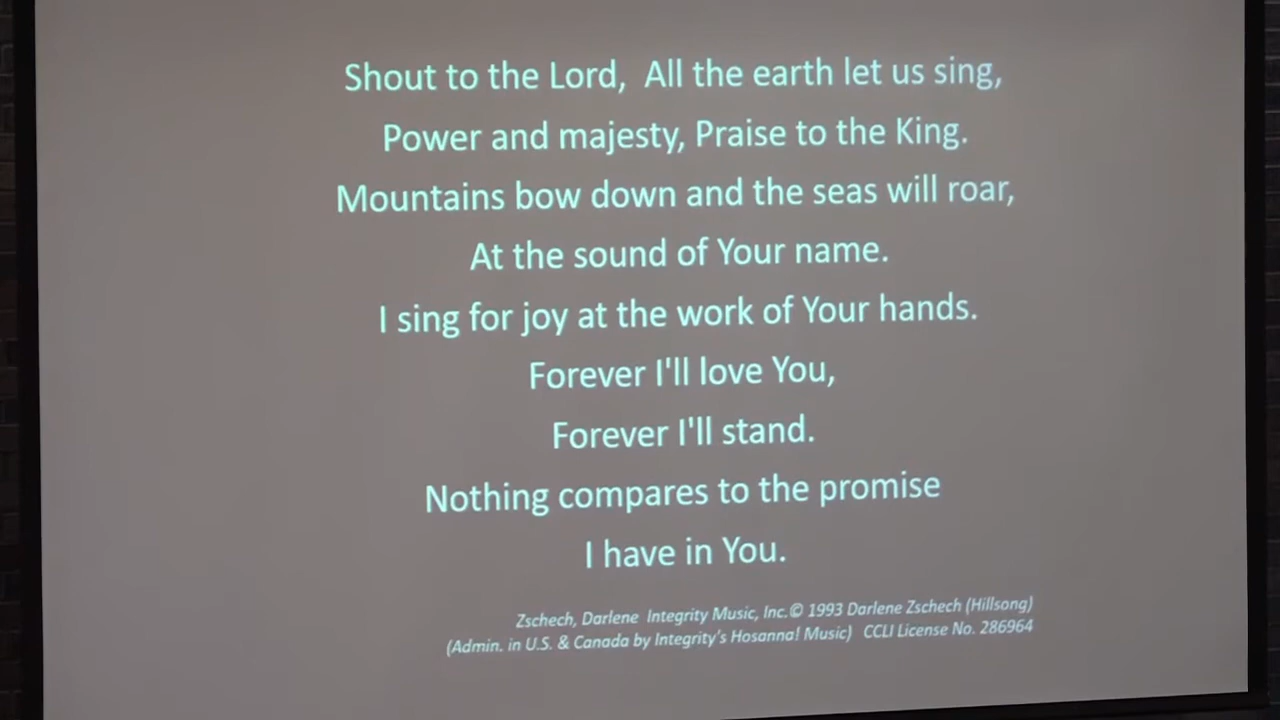 Shout to the Lord,  All the earth let us sing,
Power and majesty, Praise to the King.
Mountains bow down and the seas will roar,
At the sound of Your name.
I sing for joy at the work of Your hands.
Forever I'll love You,
Forever I'll stand.
Nothing compares to the promise
I have in You.
Zschech, Darlene  Integrity Music, Inc.© 1993 Darlene Zschech (Hillsong)
(Admin. in U.S. & Canada by Integrity's Hosanna! Music)  CCLI License No. 286964